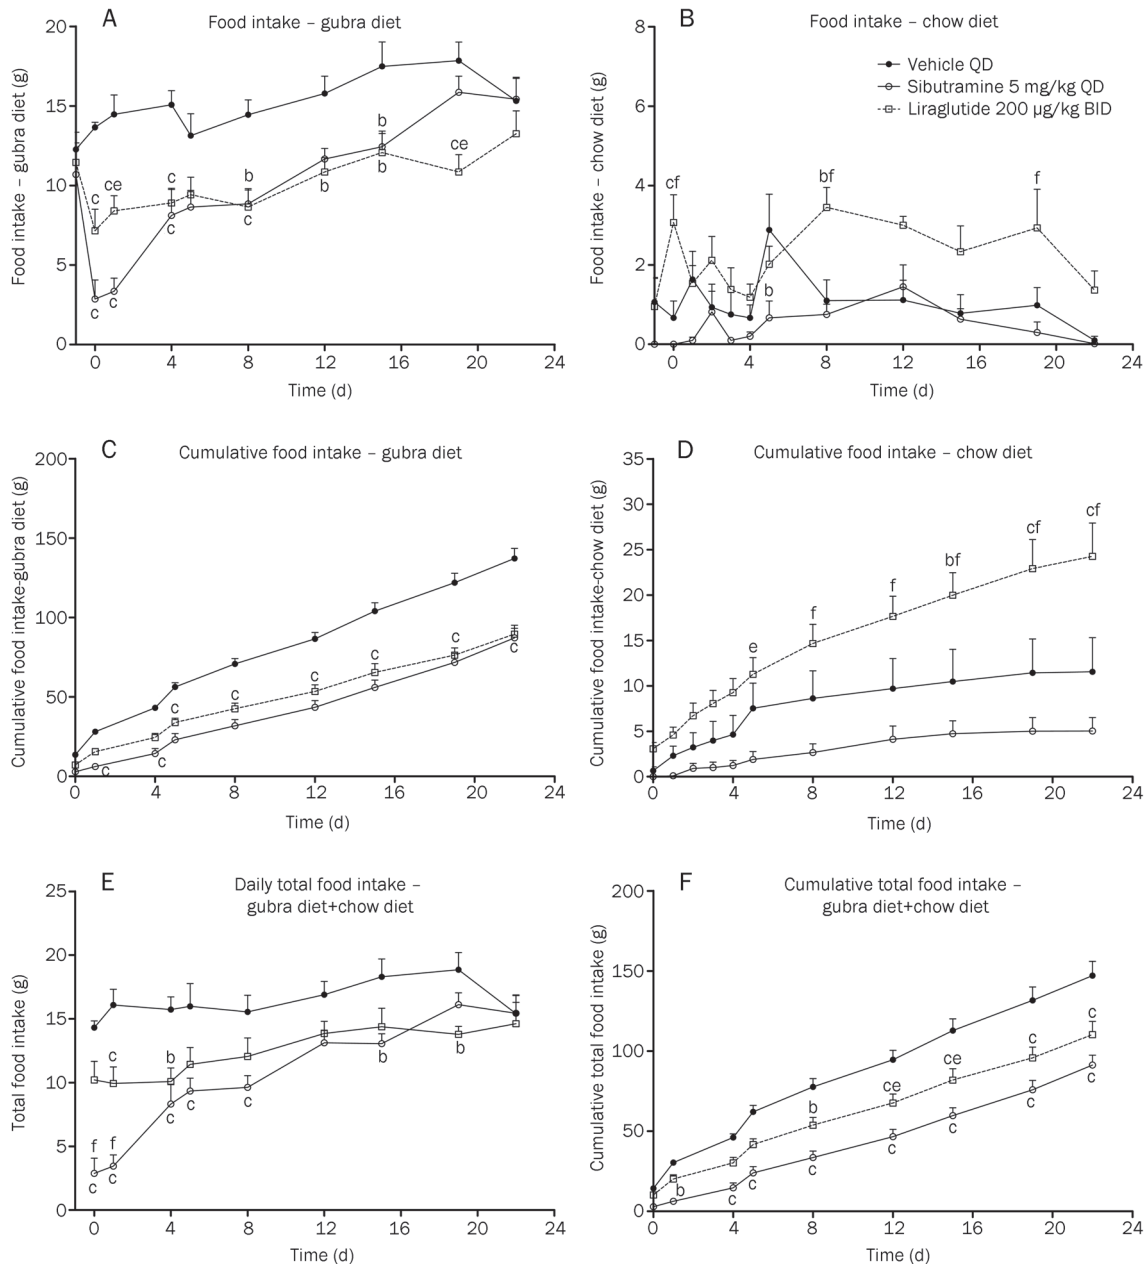 A
Food intake – gubra diet
Food intake – gubra diet (g)
20
15
10
5
0
c
ce
c
b
b
ce
c
c
c
c
b
b
0 4 8 12 16 20 24
Time (d)
B
Food intake – chow diet
Vehicle QD
Sibutramine 5 mg/kg QD
Liraglutide 200 µg/kg BID
Food intake – chow diet (g)
8
6
4
2
0
cf
bf
f
b
0 4 8 12 16 20 24
Time (d)
C
Cumulative food intake – gubra diet
Cumulative food intake-gubra diet (g)
200
150
100
50
0
c
c
c
c
c
c
c
c
0 4 8 12 16 20 24
Time (d)
D
Cumulative food intake – chow diet
Cumulative food intake-chow diet (g)
35
30
25
20
15
10
5
0
e
f
f
bf
cf
cf
0 4 8 12 16 20 24
Time (d)
E
Daily total food intake –
gubra diet+chow diet
Total food intake (g)
25
20
15
10
5
0
c
b
f
f
c
c
c
c
c
b
b
0 4 8 12 16 20 24
Time (d)
F
Cumulative total food intake –
gubra diet+chow diet
Cumulative total food intake (g)
200
150
100
50
0
b
ce
ce
c
c
b
c
c
c
c
c
c
c
0 4 8 12 16 20 24
Time (d)